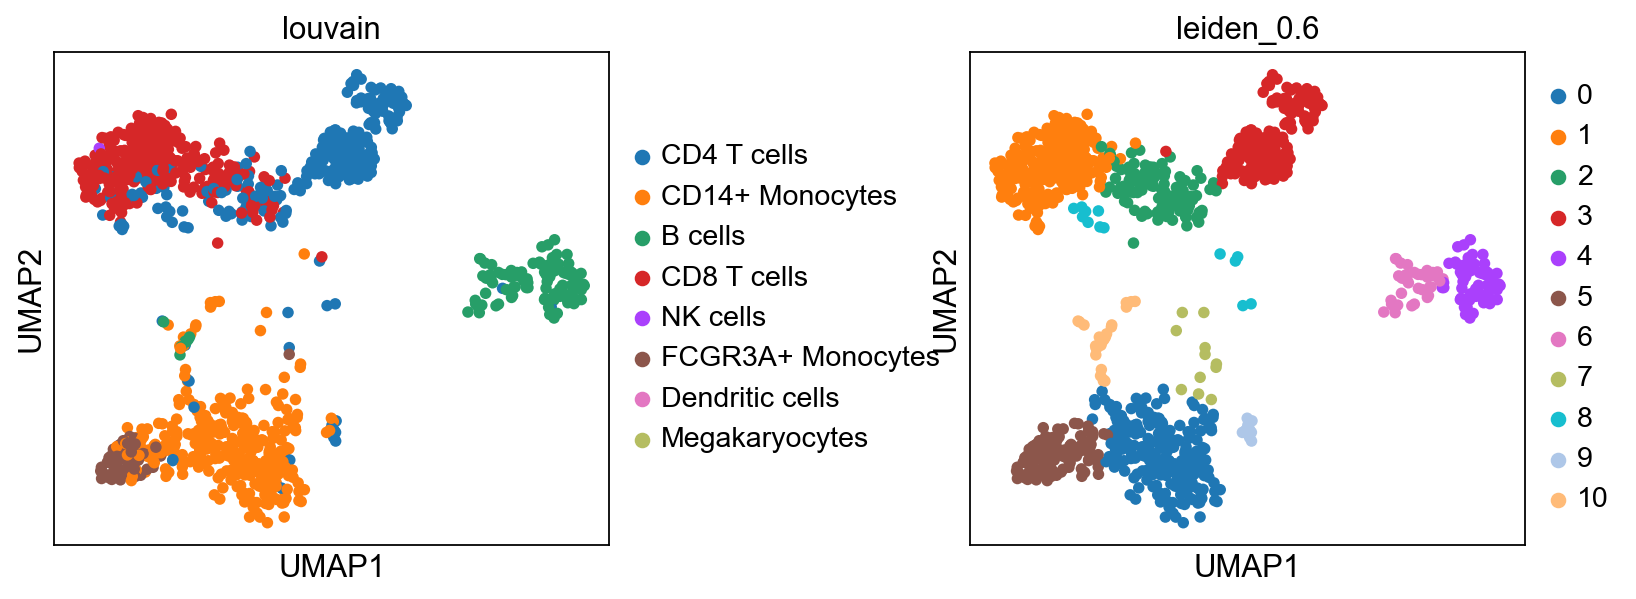 louvain
UMAP2
UMAP1
CD4 T cells
CD14+ Monocytes
B cells
CD8 T cells
NK cells
FCGR3A+ Monocytes
Dendritic cells
Megakaryocytes
leiden_0.6
UMAP2
UMAP1
0
1
2
3
4
5
6
7
8
9
10